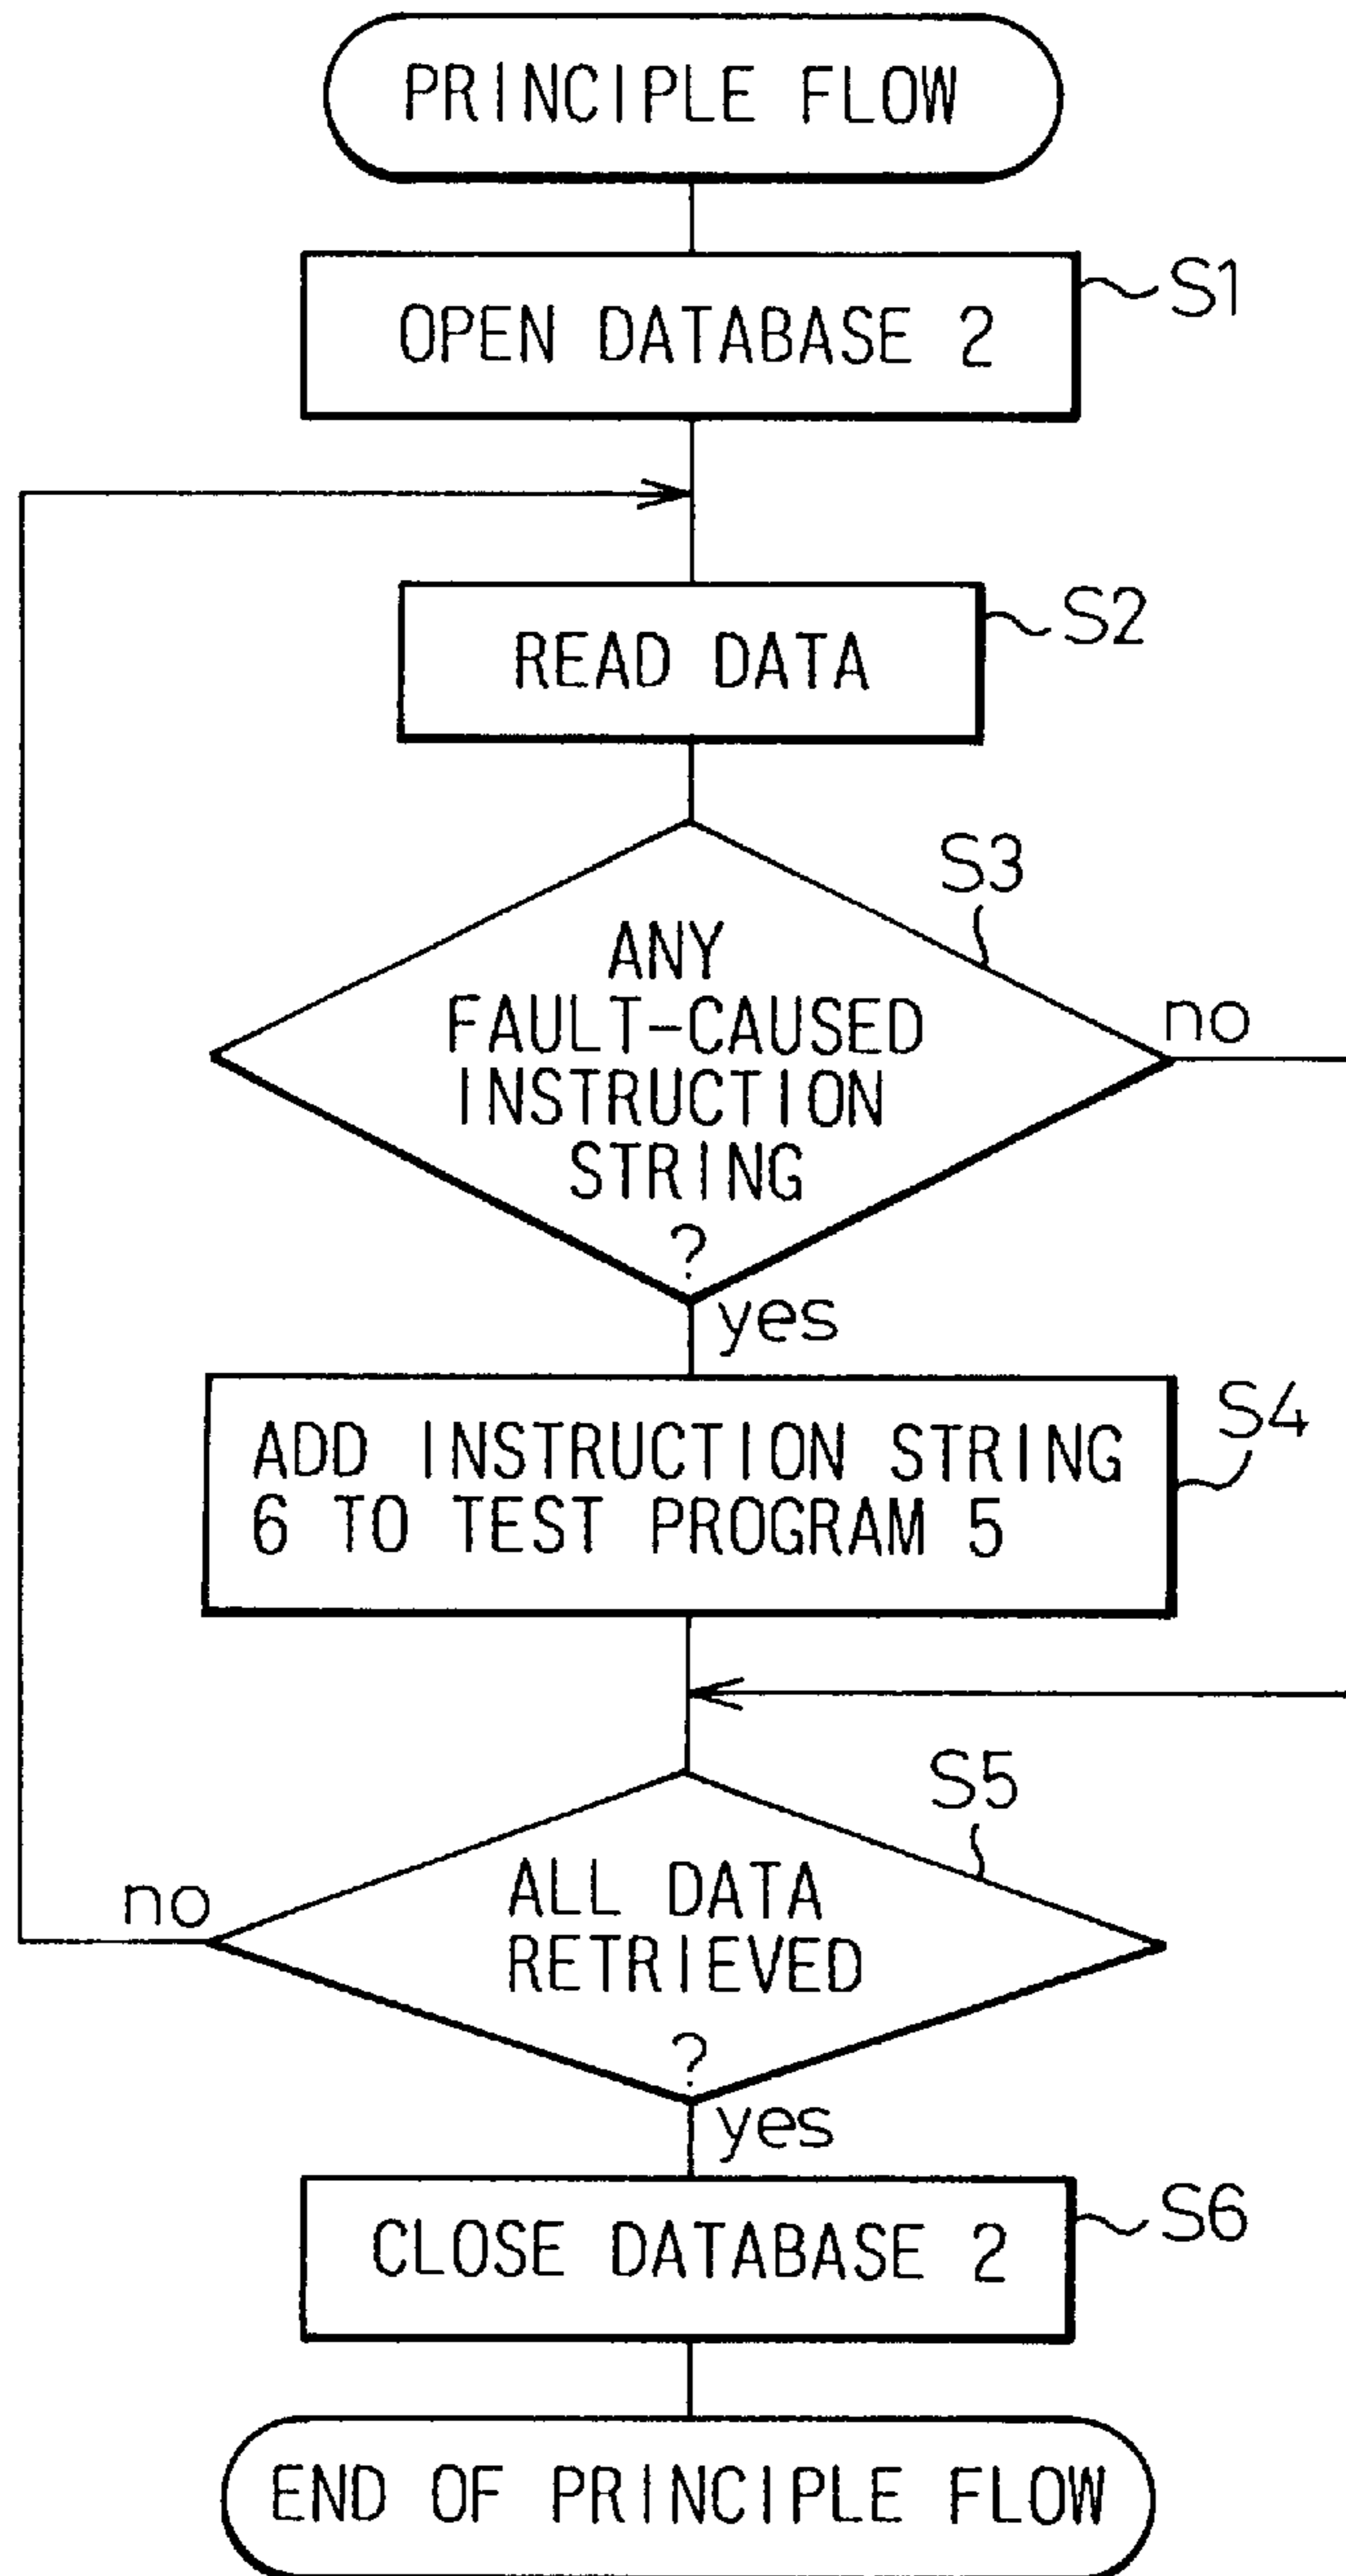 PRINCIPLE FLOW
S1
OPEN DATABASE 2
S2
READ DATA
S3
ANY
FAULT-CAUSED
INSTRUCTION
STRING
?
no
yes
S4
ADD INSTRUCTION STRING
6 TO TEST PROGRAM 5
S5
ALL DATA
RETRIEVED
?
no
yes
S6
CLOSE DATABASE 2
END OF PRINCIPLE FLOW